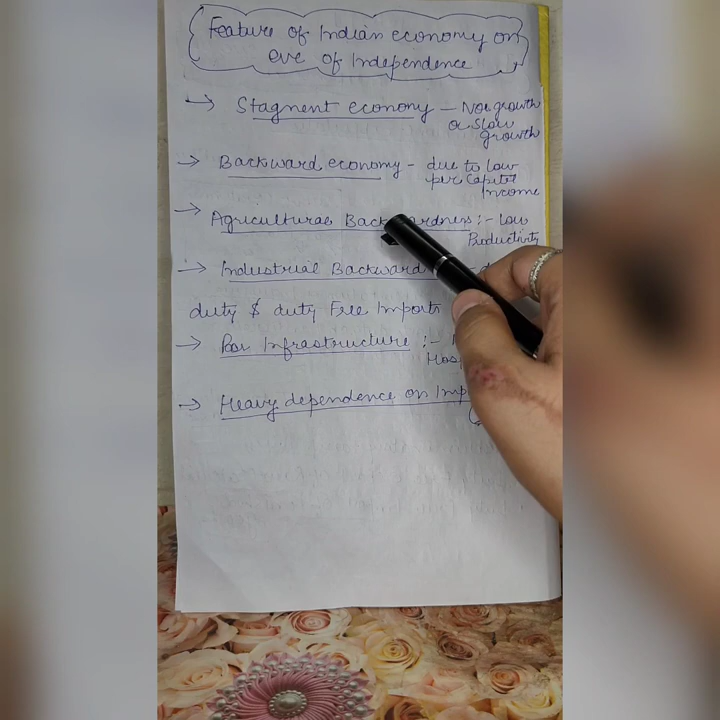 Feature of Indian economy on
eve of Independence
→ Stagnent economy - No growth
or Slow
growth
→ Backward economy - due to low
per Capita
Income
→ Agricultural Backwardness :- Low
Productivity
→ Industrial Backward
duty $ duty Free Imports
→ Poor Infrastructure :-
→ Heavy dependence on Imp